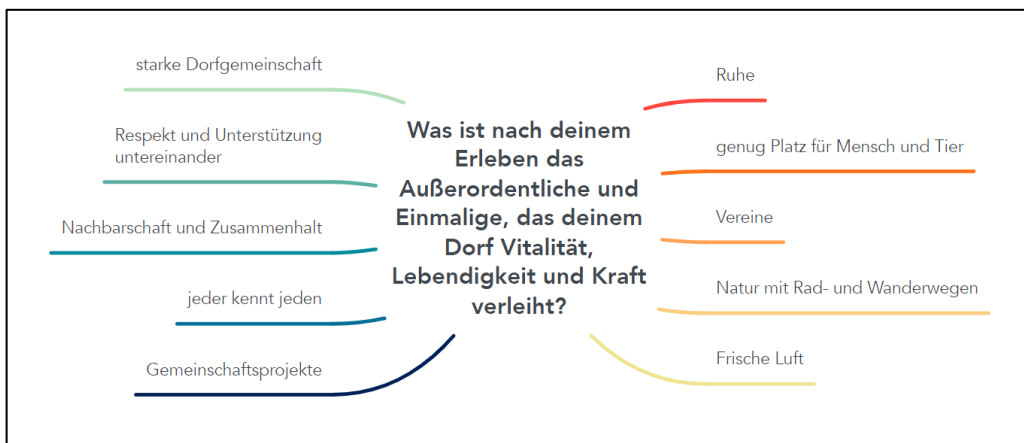 starke Dorfgemeinschaft
Respekt und Unterstützung
untereinander
Nachbarschaft und Zusammenhalt
jeder kennt jeden
Gemeinschaftsprojekte
Was ist nach deinem
Erleben das
Außerordentliche und
Einmalige, das deinem
Dorf Vitalität,
Lebendigkeit und Kraft
verleiht?
Ruhe
genug Platz für Mensch und Tier
Vereine
Natur mit Rad- und Wanderwegen
Frische Luft